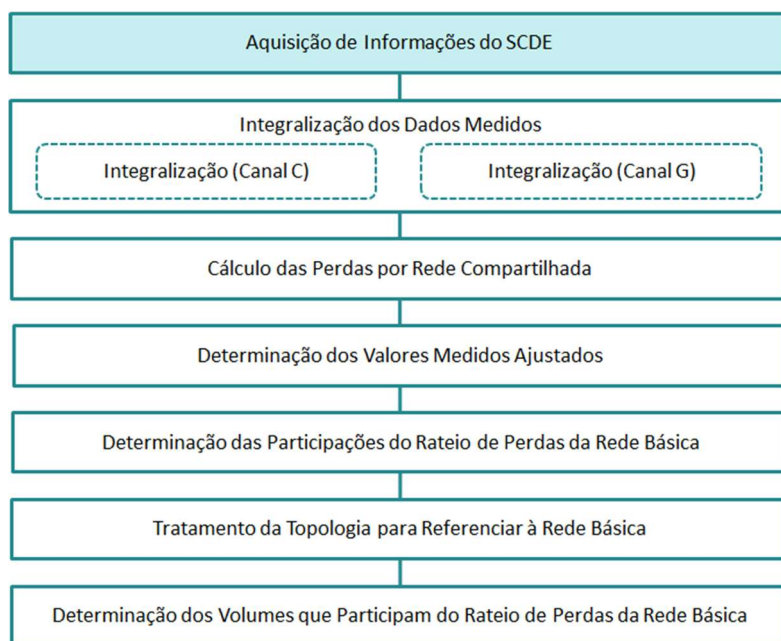 Aquisição de Informações do SCDE
Integralização dos Dados Medidos
Integralização (Canal C)
Integralização (Canal G)
Cálculo das Perdas por Rede Compartilhada
Determinação dos Valores Medidos Ajustados
Determinação das Participações do Rateio de Perdas da Rede Básica
Tratamento da Topologia para Referenciar à Rede Básica
Determinação dos Volumes que Participam do Rateio de Perdas da Rede Básica